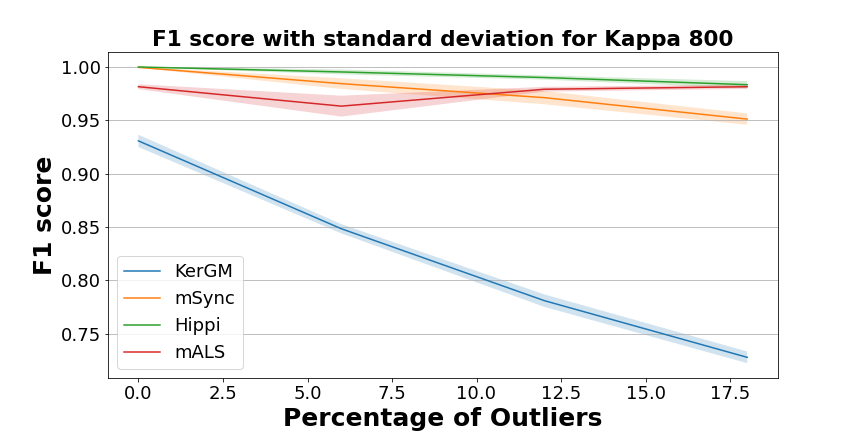 F1 score with standard deviation for Kappa 800
F1 score
1.00
0.95
0.90
0.85
0.80
0.75
KerGM
mSync
Hippi
mALS
0.0 2.5 5.0 7.5 10.0 12.5 15.0 17.5
Percentage of Outliers